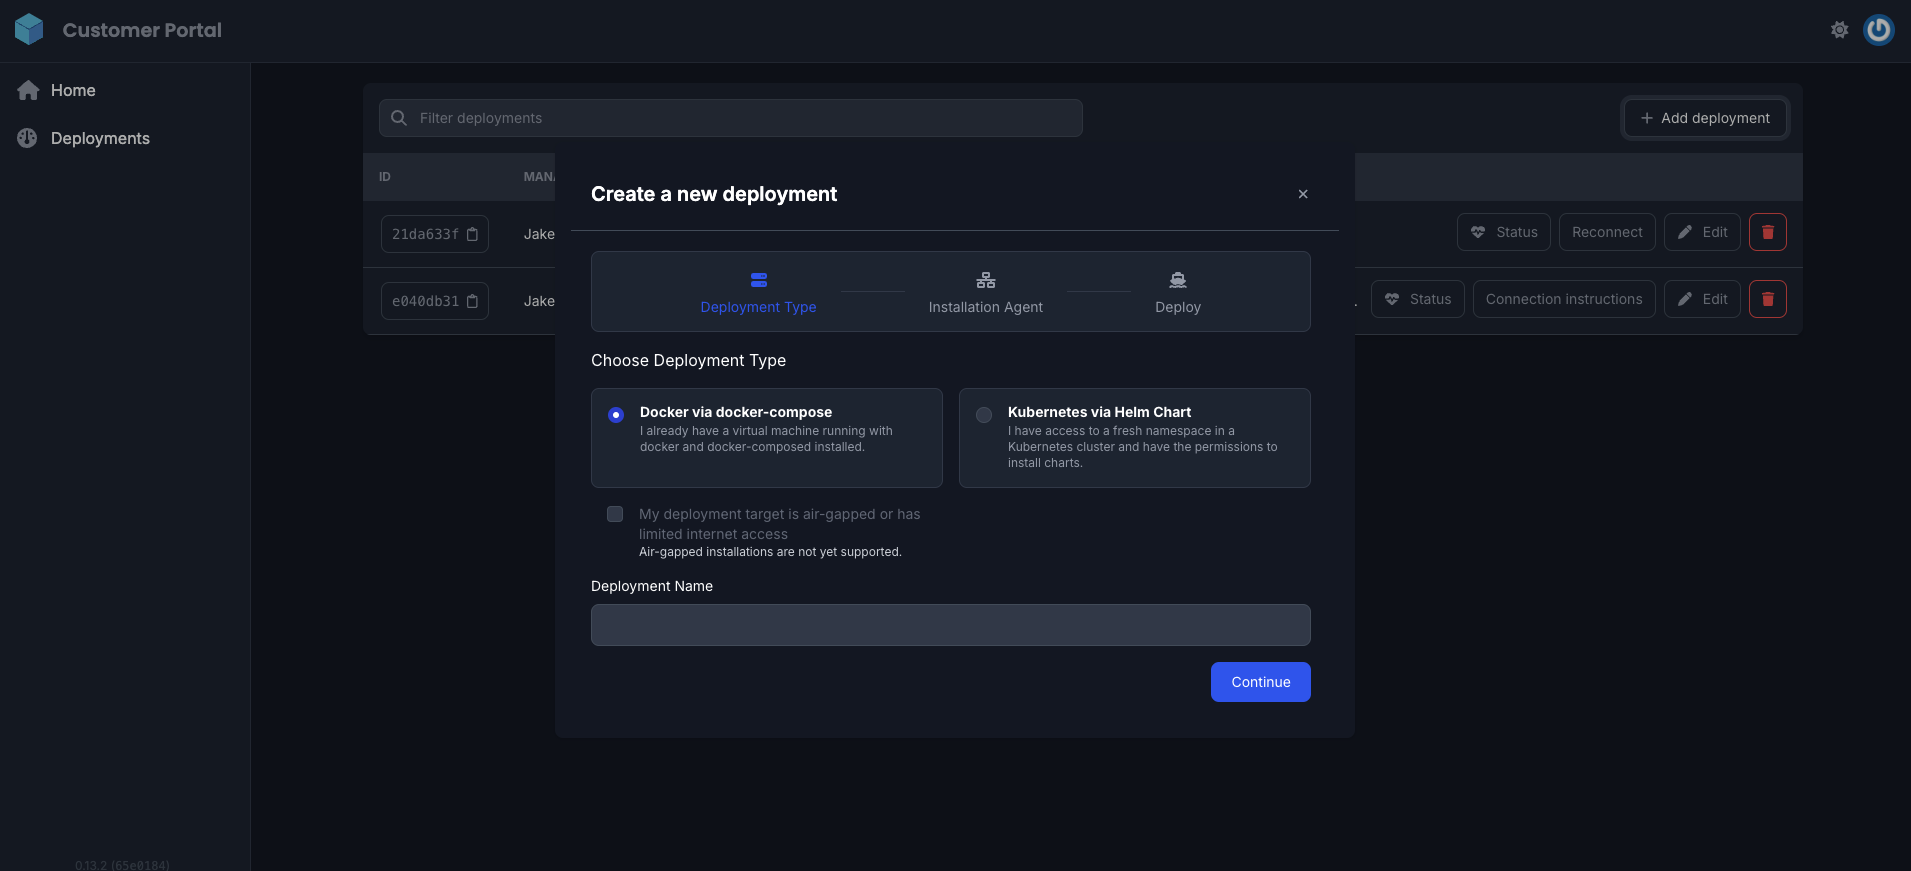 Customer Portal
Home
Deployments
Filter deployments
Add deployment
ID
MANA
21da633f
Jake
Status
Reconnect
Edit
e040db31
Jake
Status
Connection instructions
Edit
Create a new deployment
Deployment Type
Installation Agent
Deploy
Choose Deployment Type
Docker via docker-compose
I already have a virtual machine running with
docker and docker-composed installed.
Kubernetes via Helm Chart
I have access to a fresh namespace in a
Kubernetes cluster and have the permissions to
install charts.
My deployment target is air-gapped or has
limited internet access
Air-gapped installations are not yet supported.
Deployment Name
Continue
0.13.2 (65e0184)